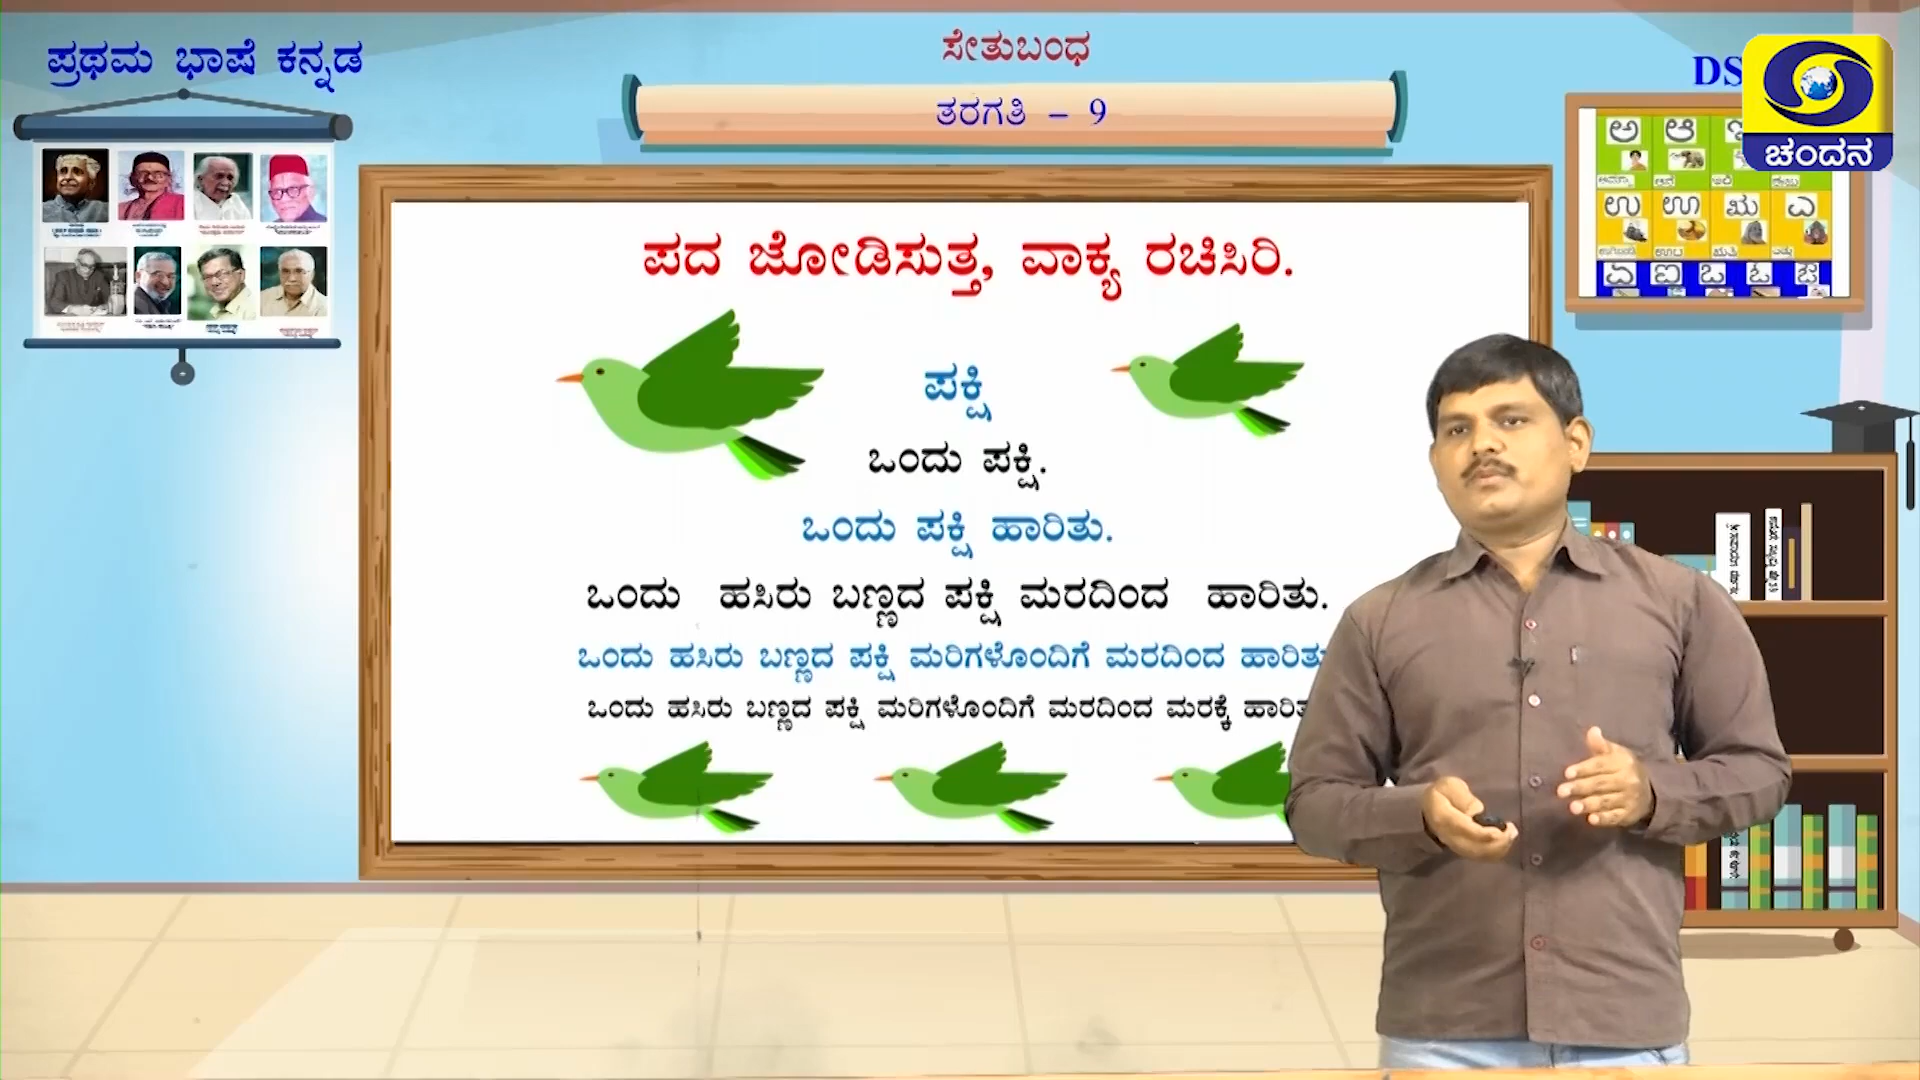 ಪ್ರಥಮ ಭಾಷೆ ಕನ್ನಡ
ಸೇತುಬಂಧ
ತರಗತಿ – 9
DS
ಚಂದನ
ಅ ಆ
ಉ ಊ ಋ ಎ
ಏ ಐ ಒ ಓ ಔ
ಪದ ಜೋಡಿಸುತ್ತ, ವಾಕ್ಯ ರಚಿಸಿರಿ.
ಪಕ್ಷಿ
ಒಂದು ಪಕ್ಷಿ.
ಒಂದು ಪಕ್ಷಿ ಹಾರಿತು.
ಒಂದು ಹಸಿರು ಬಣ್ಣದ ಪಕ್ಷಿ ಮರದಿಂದ ಹಾರಿತು.
ಒಂದು ಹಸಿರು ಬಣ್ಣದ ಪಕ್ಷಿ ಮರಿಗಳೊಂದಿಗೆ ಮರದಿಂದ ಹಾರಿತು
ಒಂದು ಹಸಿರು ಬಣ್ಣದ ಪಕ್ಷಿ ಮರಿಗಳೊಂದಿಗೆ ಮರದಿಂದ ಮರಕ್ಕೆ ಹಾರಿತ